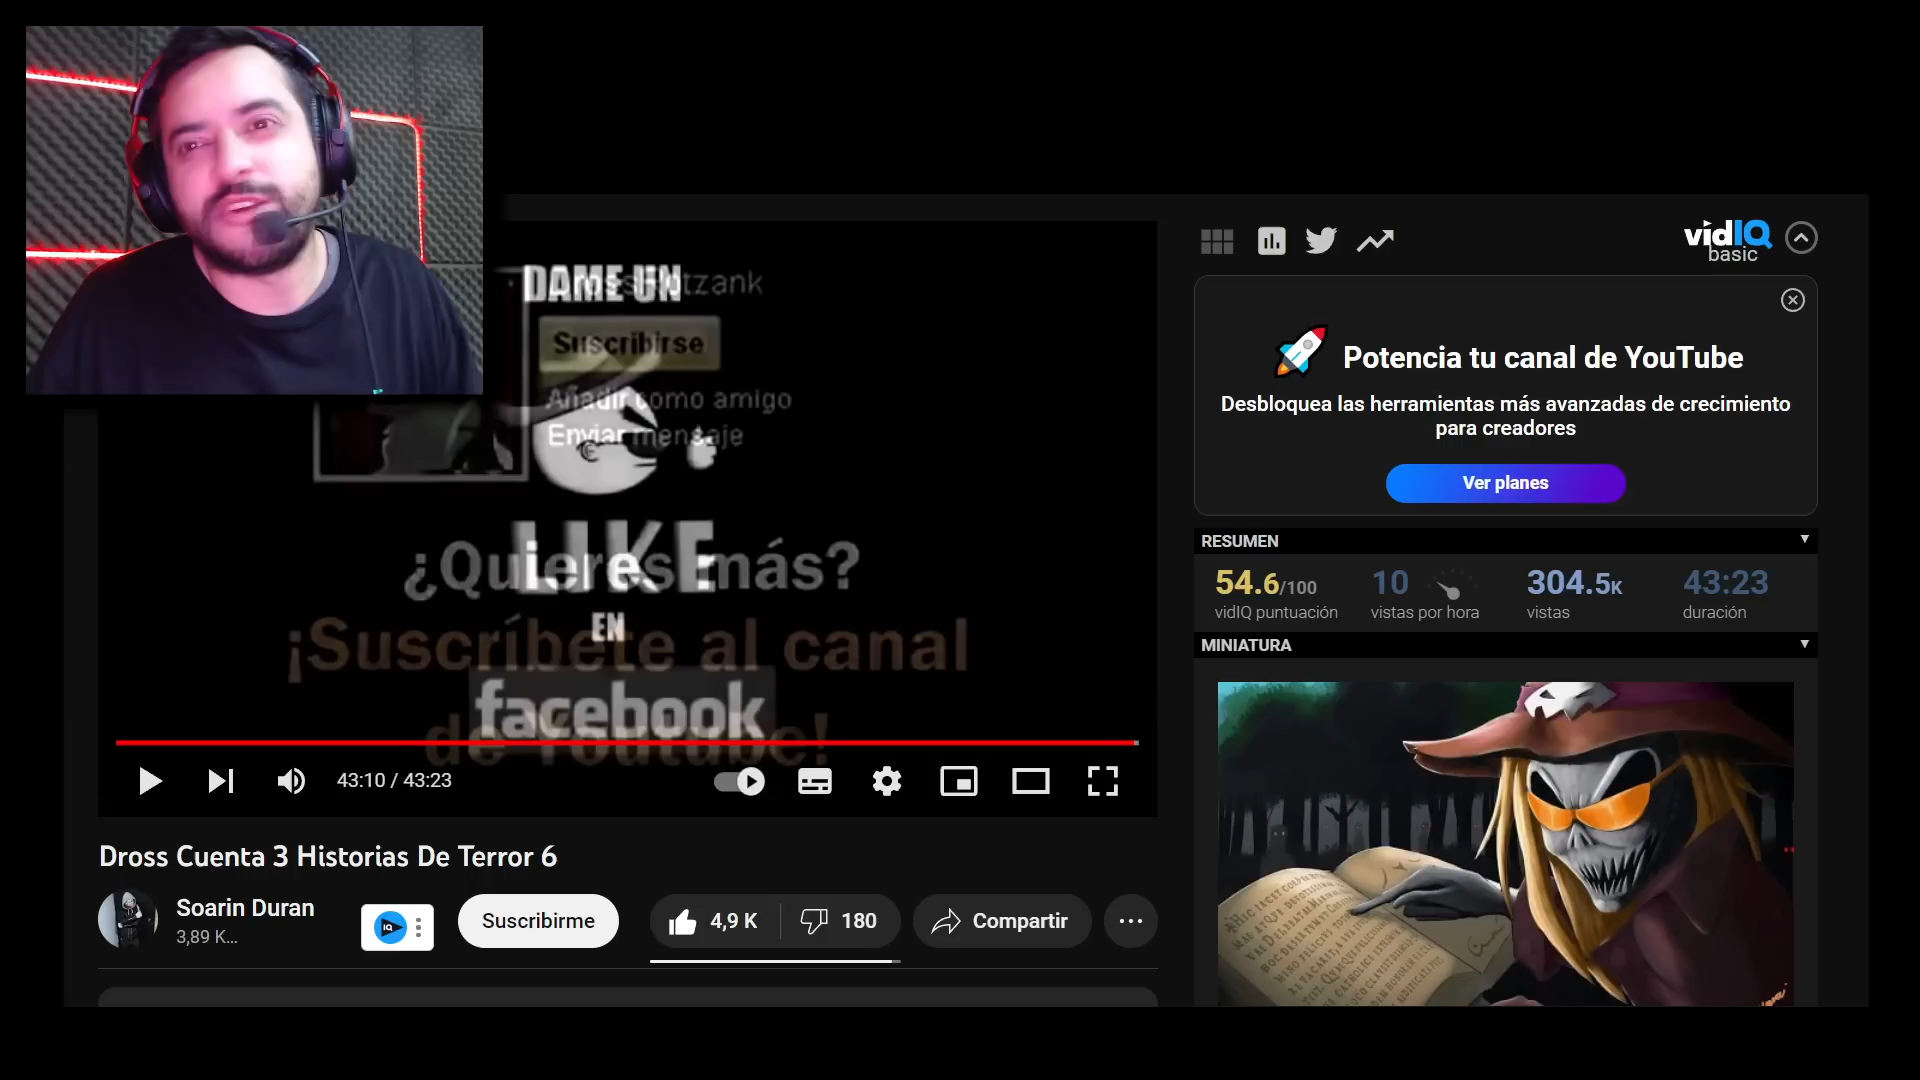 DAME UN
Suscribirse
Añadir como amigo
Enviar mensaje
LIKE
¿Quieres más?
EN
¡Suscríbete al canal
facebook
de Youtube!
43:10 / 43:23
Dross Cuenta 3 Historias De Terror 6
Soarin Duran
3,89 K...
IQ
Suscribirme
4,9 K
180
Compartir
vidIQ
basic
Potencia tu canal de YouTube
Desbloquea las herramientas más avanzadas de crecimiento
para creadores
Ver planes
RESUMEN
54.6/100
10
304.5K
43:23
vidIQ puntuación
vistas por hora
vistas
duración
MINIATURA